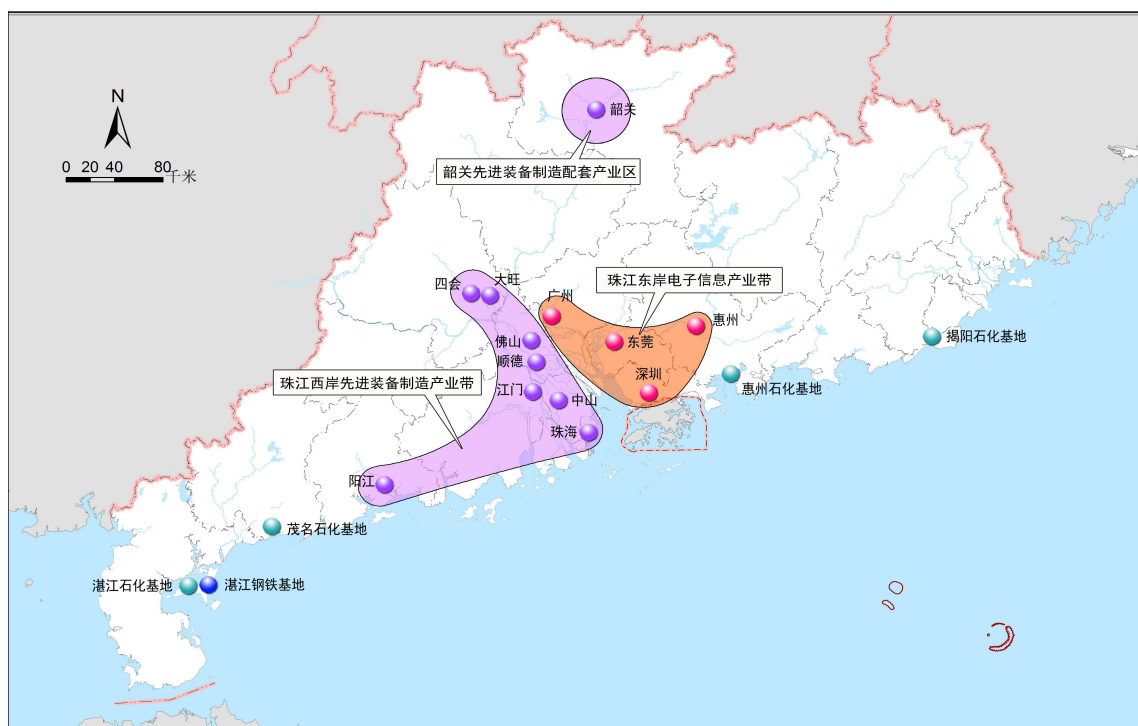 N
0 20 40 80
千米
韶关
韶关先进装备制造配套产业区
四会
大旺
广州
珠江东岸电子信息产业带
惠州
佛山
东莞
揭阳石化基地
顺德
珠江西岸先进装备制造产业带
江门
中山
深圳
惠州石化基地
珠海
阳江
茂名石化基地
湛江石化基地
湛江钢铁基地